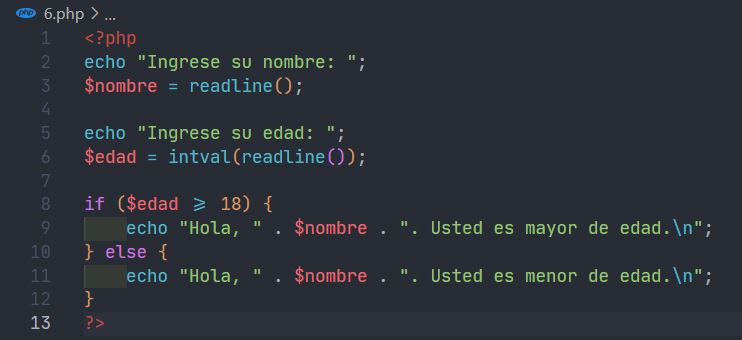 php 6.php > ...
1 <?php
2 echo "Ingrese su nombre: ";
3 $nombre = readline();
4
5 echo "Ingrese su edad: ";
6 $edad = intval(readline());
7
8 if ($edad >= 18) {
9     echo "Hola, " . $nombre . ". Usted es mayor de edad.\n";
10 } else {
11     echo "Hola, " . $nombre . ". Usted es menor de edad.\n";
12 }
13 ?>